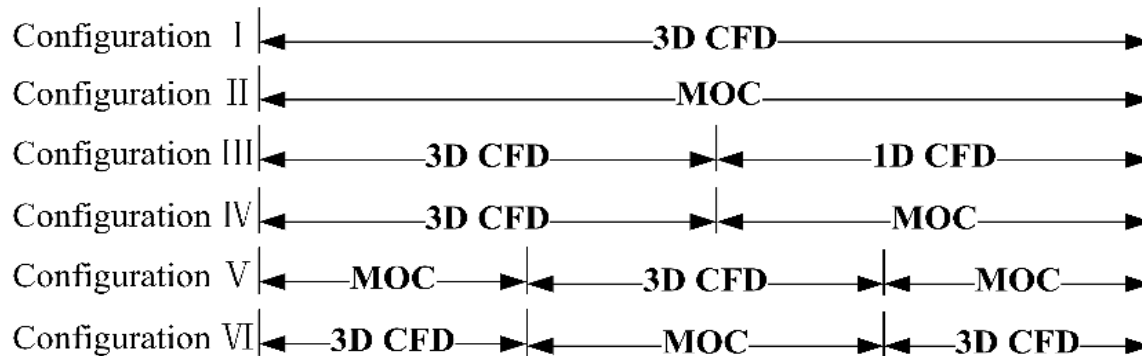 Configuration Ⅰ 3D CFD
Configuration Ⅱ MOC
Configuration Ⅲ 3D CFD 1D CFD
Configuration Ⅳ 3D CFD MOC
Configuration Ⅴ MOC 3D CFD MOC
Configuration Ⅵ 3D CFD MOC 3D CFD